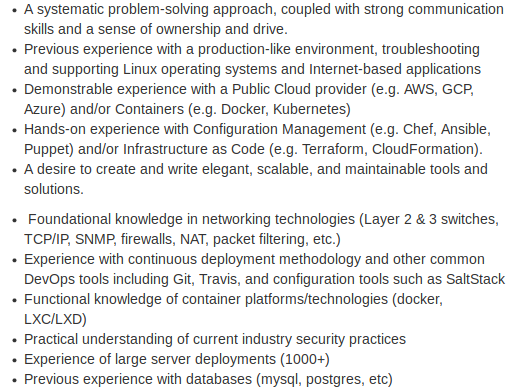 • A systematic problem-solving approach, coupled with strong communication
skills and a sense of ownership and drive.
• Previous experience with a production-like environment, troubleshooting
and supporting Linux operating systems and Internet-based applications
• Demonstrable experience with a Public Cloud provider (e.g. AWS, GCP,
Azure) and/or Containers (e.g. Docker, Kubernetes)
• Hands-on experience with Configuration Management (e.g. Chef, Ansible,
Puppet) and/or Infrastructure as Code (e.g. Terraform, CloudFormation).
• A desire to create and write elegant, scalable, and maintainable tools and
solutions.
• Foundational knowledge in networking technologies (Layer 2 & 3 switches,
TCP/IP, SNMP, firewalls, NAT, packet filtering, etc.)
• Experience with continuous deployment methodology and other common
DevOps tools including Git, Travis, and configuration tools such as SaltStack
• Functional knowledge of container platforms/technologies (docker,
LXC/LXD)
• Practical understanding of current industry security practices
• Experience of large server deployments (1000+)
• Previous experience with databases (mysql, postgres, etc)